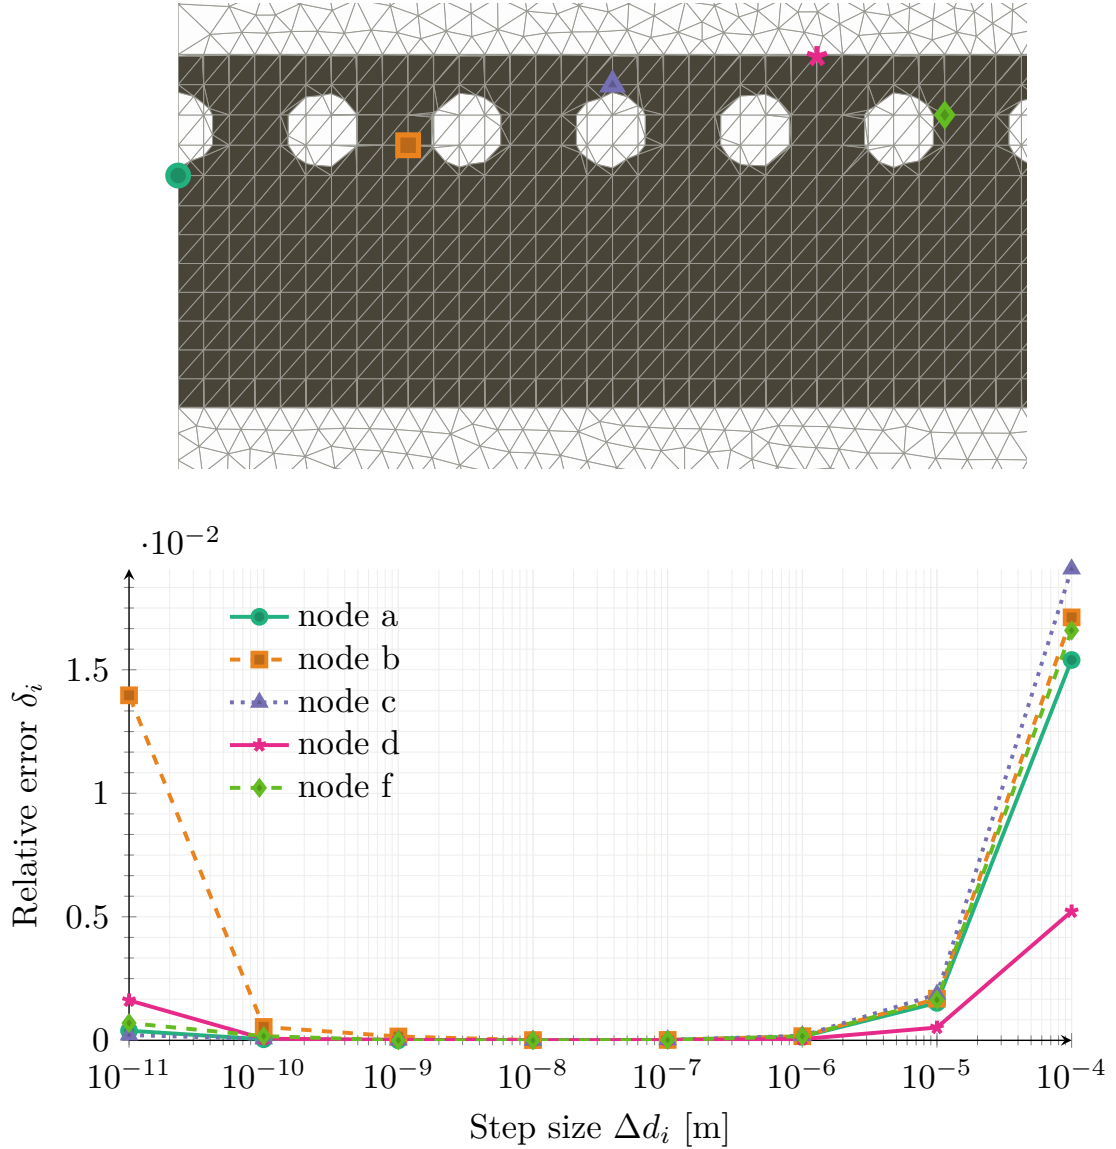 ·10⁻²
node a
node b
node c
node d
node f
1.5
1
0.5
0
Relative error δᵢ
10⁻¹¹ 10⁻¹⁰ 10⁻⁹ 10⁻⁸ 10⁻⁷ 10⁻⁶ 10⁻⁵ 10⁻⁴
Step size Δdᵢ [m]